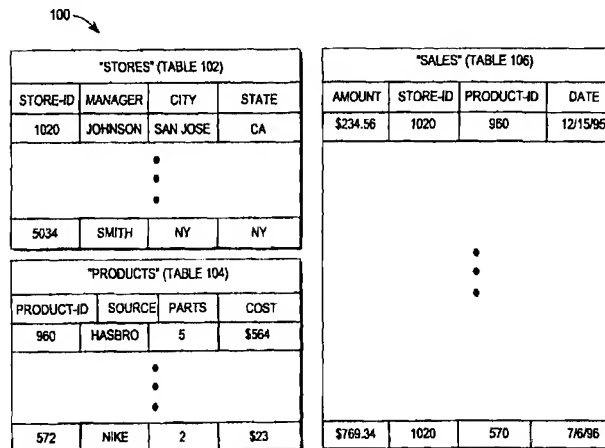 100
"STORES" (TABLE 102)
STORE-ID MANAGER CITY STATE
1020 JOHNSON SAN JOSE CA
5034 SMITH NY NY
"PRODUCTS" (TABLE 104)
PRODUCT-ID SOURCE PARTS COST
960 HASBRO 5 $564
572 NIKE 2 $23
"SALES" (TABLE 106)
AMOUNT STORE-ID PRODUCT-ID DATE
$234.56 1020 960 12/15/95
$769.34 1020 570 7/6/96